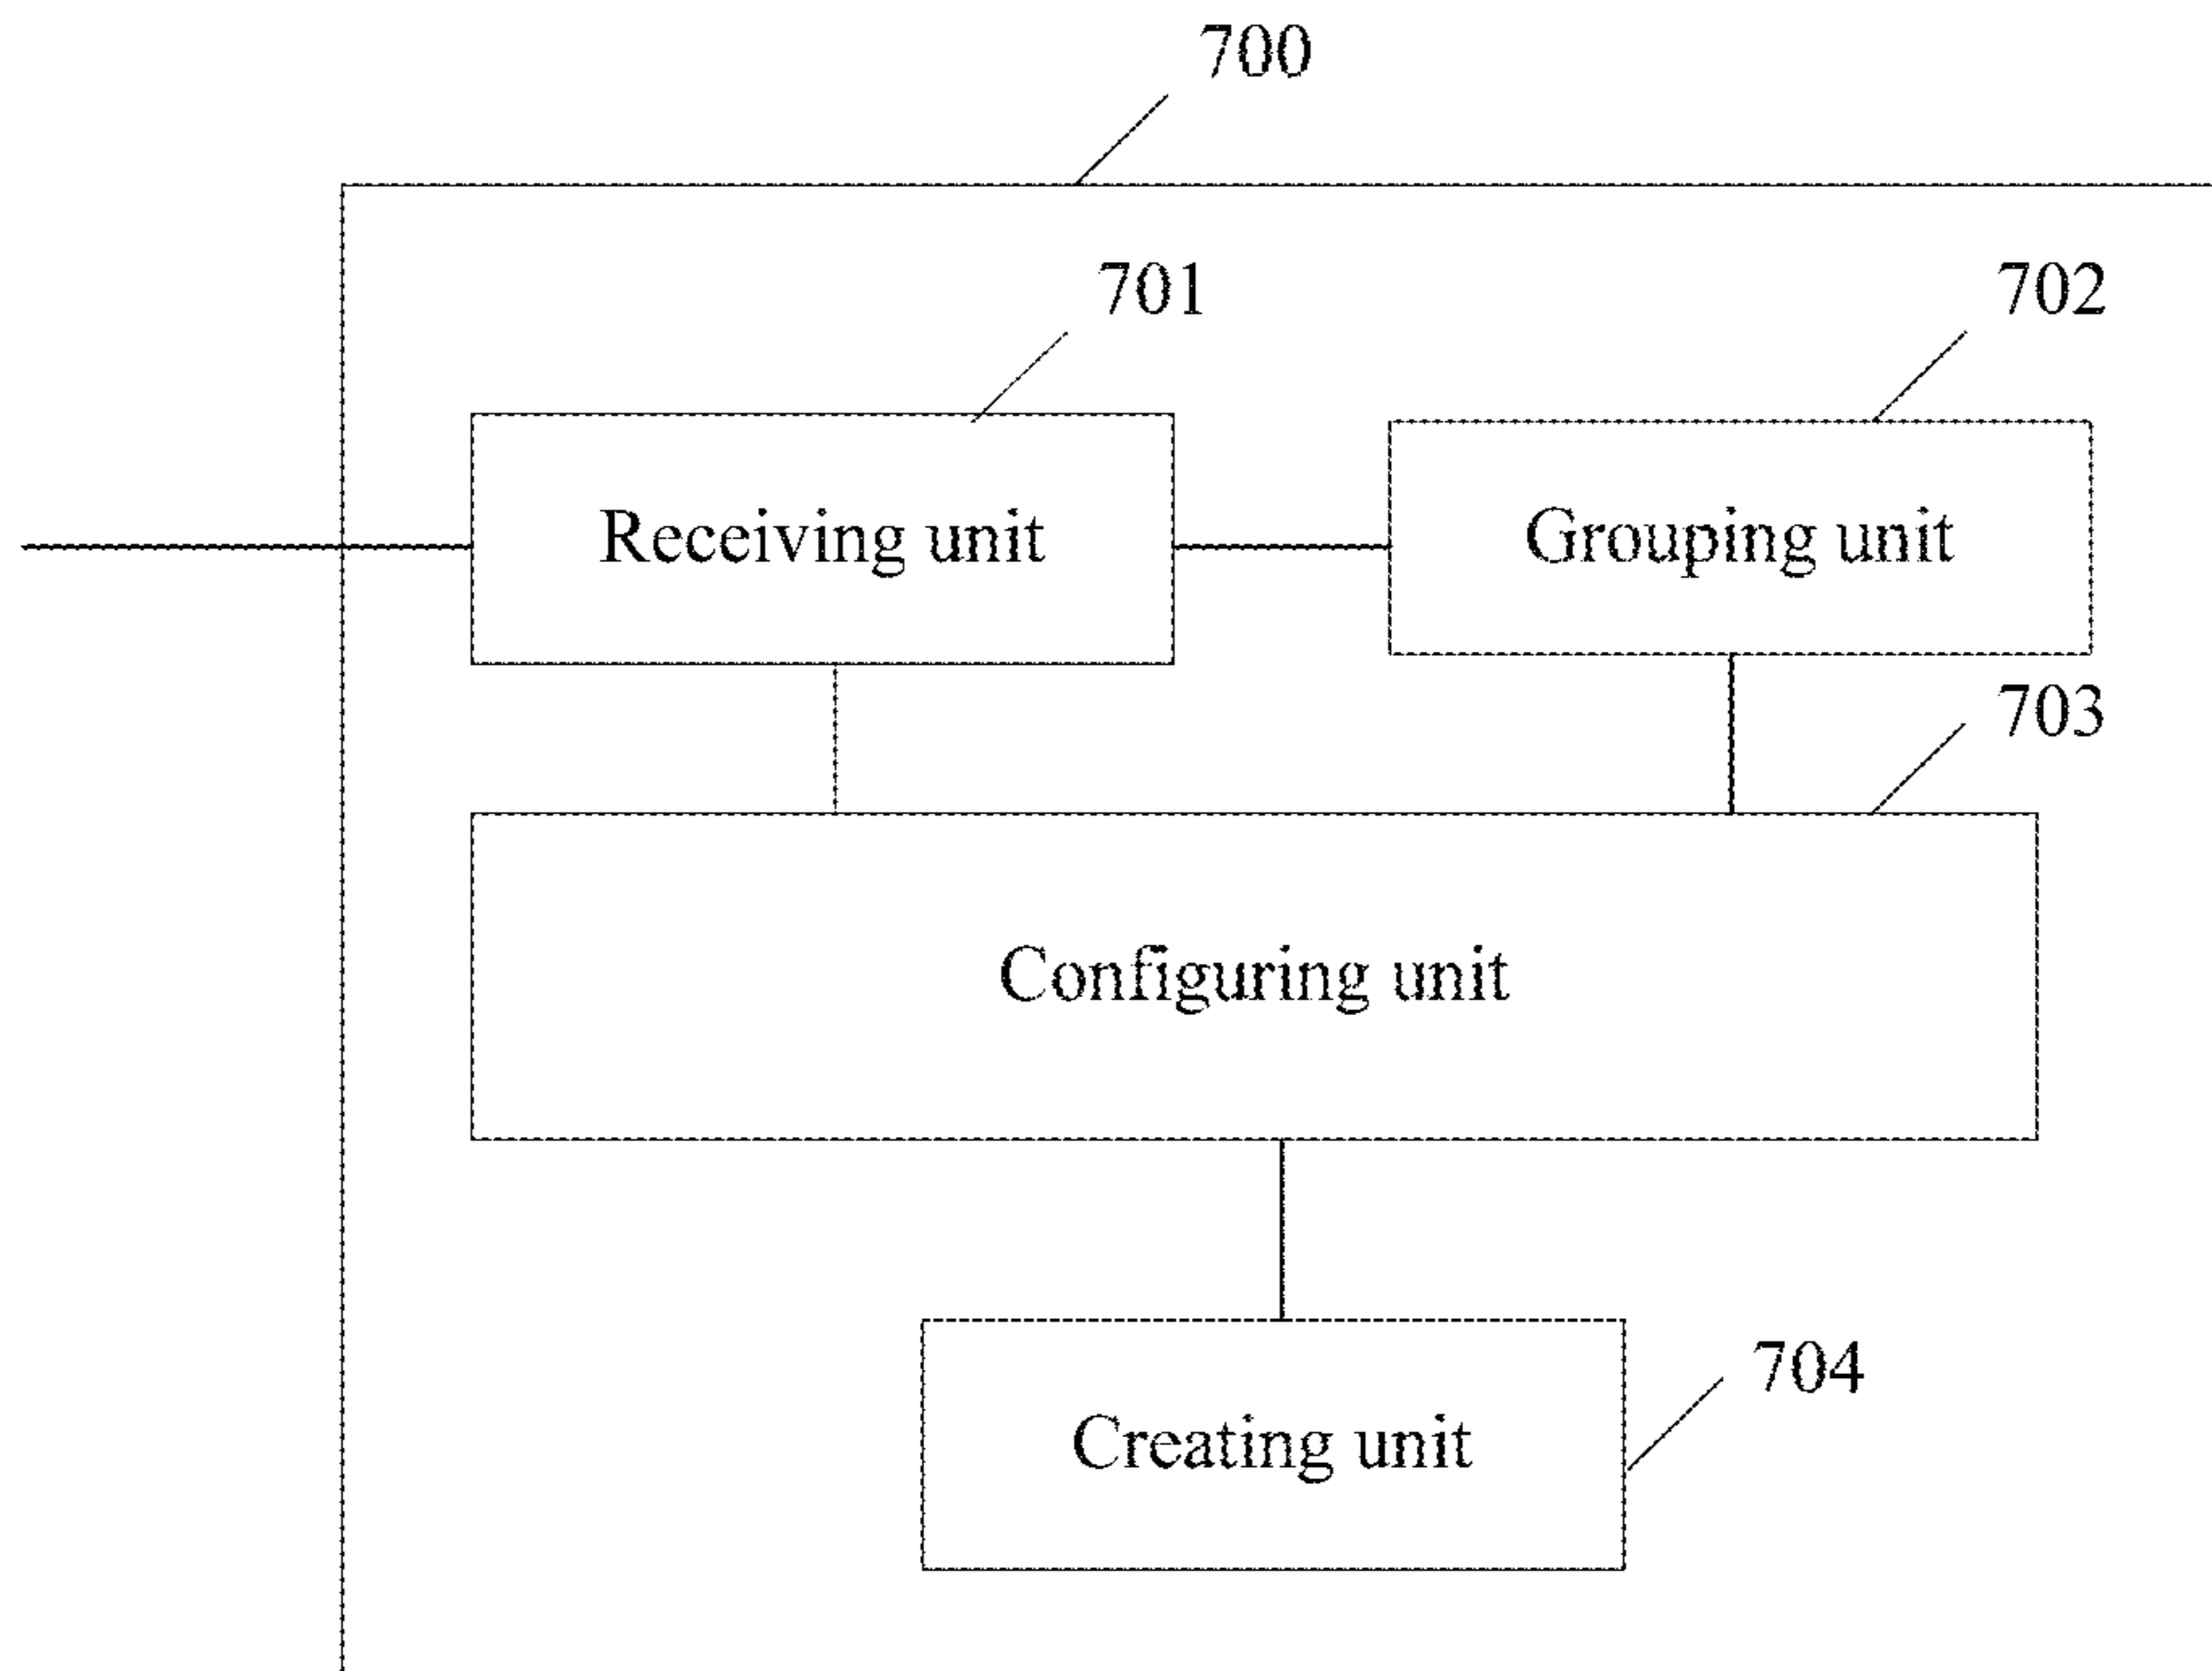 700
701
702
Receiving unit
Grouping unit
703
Configuring unit
704
Creating unit